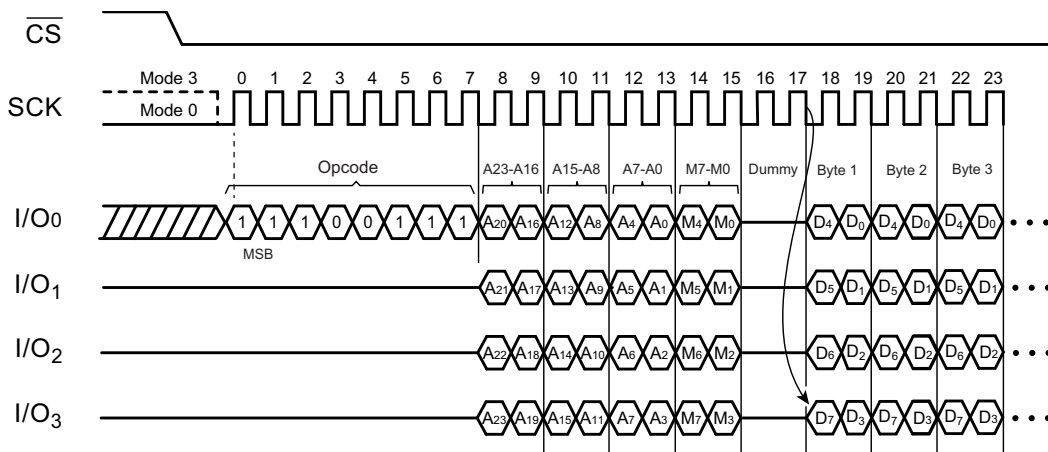 CS
Mode 3 0 1 2 3 4 5 6 7 8 9 10 11 12 13 14 15 16 17 18 19 20 21 22 23
SCK Mode 0
Opcode A23-A16 A15-A8 A7-A0 M7-M0 Dummy Byte 1 Byte 2 Byte 3
I/O0 1 1 1 0 0 1 1 1 A20 A16 A12 A8 A4 A0 M4 M0 D4 D0 D4 D0 D4 D0
MSB
I/O1 A21 A17 A13 A9 A5 A1 M5 M1 D5 D1 D5 D1 D5 D1
I/O2 A22 A18 A14 A10 A6 A2 M6 M2 D6 D2 D6 D2 D6 D2
I/O3 A23 A19 A15 A11 A7 A3 M7 M3 D7 D3 D7 D3 D7 D3